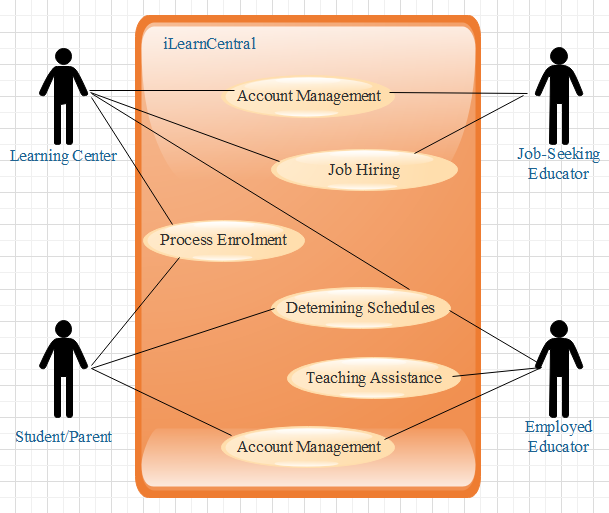 iLearnCentral
Account Management
Learning Center
Job-Seeking
Educator
Job Hiring
Process Enrolment
Detemining Schedules
Teaching Assistance
Student/Parent
Employed
Educator
Account Management